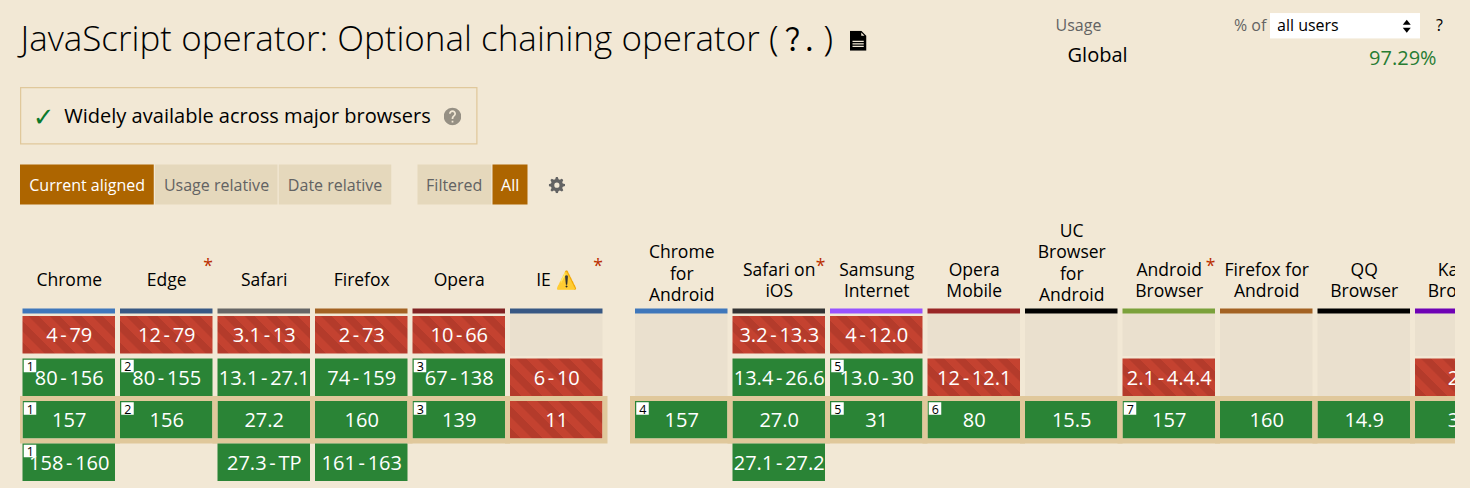 JavaScript operator: Optional chaining operator (?.)
Usage % of all users ?
Global 97.29%
✓ Widely available across major browsers ?
Current aligned Usage relative Date relative Filtered All
Chrome Edge * Safari Firefox Opera IE ⚠ * Chrome for Android Safari on iOS * Samsung Internet Opera Mobile UC Browser for Android Android Browser * Firefox for Android QQ Browser
4-79 12-79 3.1-13 2-73 10-66 3.2-13.3 4-12.0
1 80-156 2 80-155 13.1-27.1 74-159 3 67-138 6-10 13.4-26.6 5 13.0-30 12-12.1 2.1-4.4.4
1 157 2 156 27.2 160 3 139 11 4 157 27.0 5 31 6 80 15.5 7 157 160 14.9
1 158-160 27.3-TP 161-163 27.1-27.2